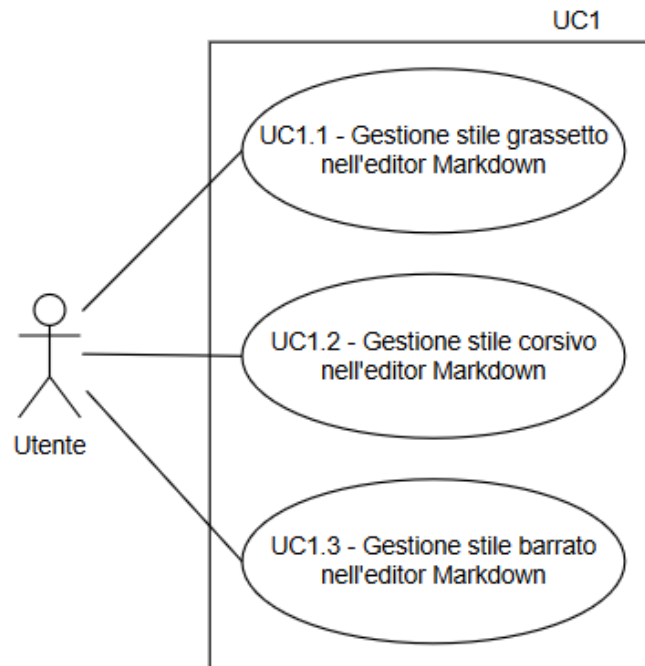 UC1
UC1.1 - Gestione stile grassetto
nell'editor Markdown
UC1.2 - Gestione stile corsivo
nell'editor Markdown
Utente
UC1.3 - Gestione stile barrato
nell'editor Markdown